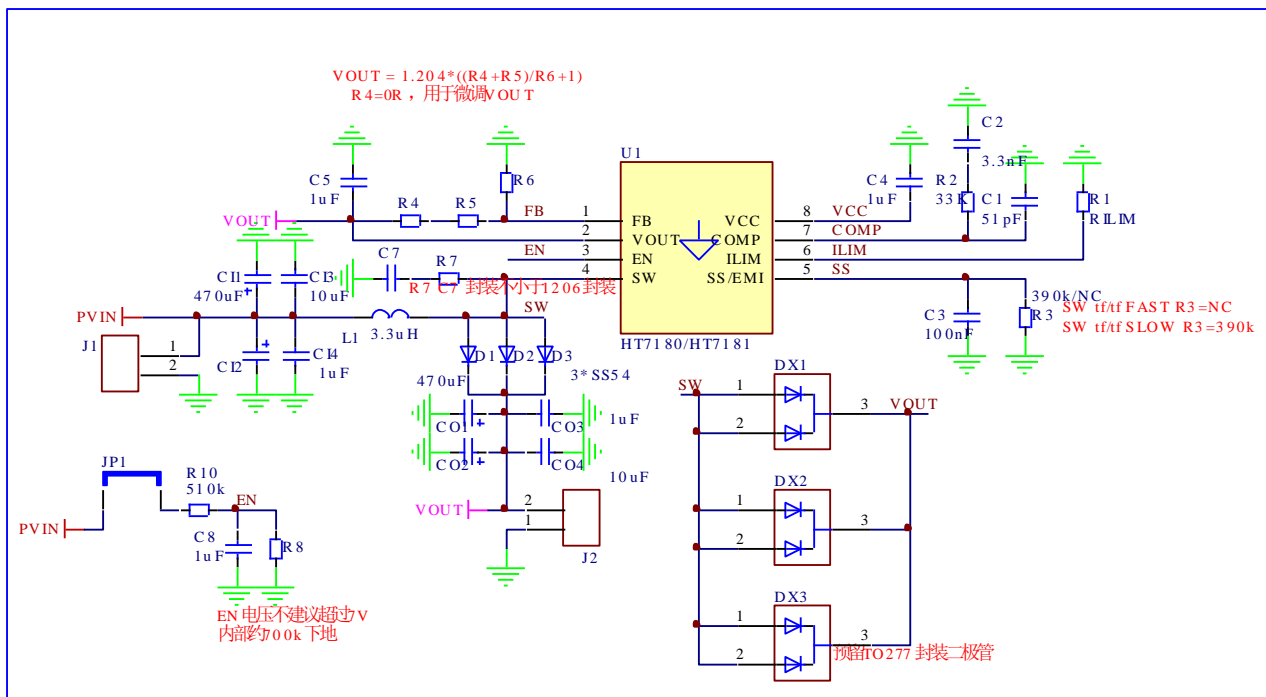 VOUT = 1.204*((R4+R5)/R6+1)
R4=0R ，用于微调VOUT
C2
3.3nF
U1
C5
1uF
R6
C4
1uF
R2
33K
C1
51pF
R1
RILIM
VOUT
R4
R5
FB
1
2
3
4
FB
VOUT
EN
SW
VCC
COMP
ILIM
SS/EMI
8
7
6
5
VCC
COMP
ILIM
SS
EN
C7
R7
R7 C7 封装不小于1206封装
CI1
470uF
CI3
10uF
PVIN
L1
3.3uH
SW
HT7180/HT7181
C3
100nF
390k/NC
R3
SW tf/tf FAST R3=NC
SW tf/tf SLOW R3=390k
J1
1
2
CI2
CI4
1uF
D1
D2
D3
3*SS54
470uF
CO1
CO3
1uF
CO2
CO4
10uF
VOUT
2
1
J2
JP1
R10
510k
EN
PVIN
C8
1uF
R8
EN 电压不建议超过7V
内部约700k 下地
SW
DX1
1
2
3
VOUT
DX2
1
2
3
DX3
1
2
3
预留TO277 封装二极管